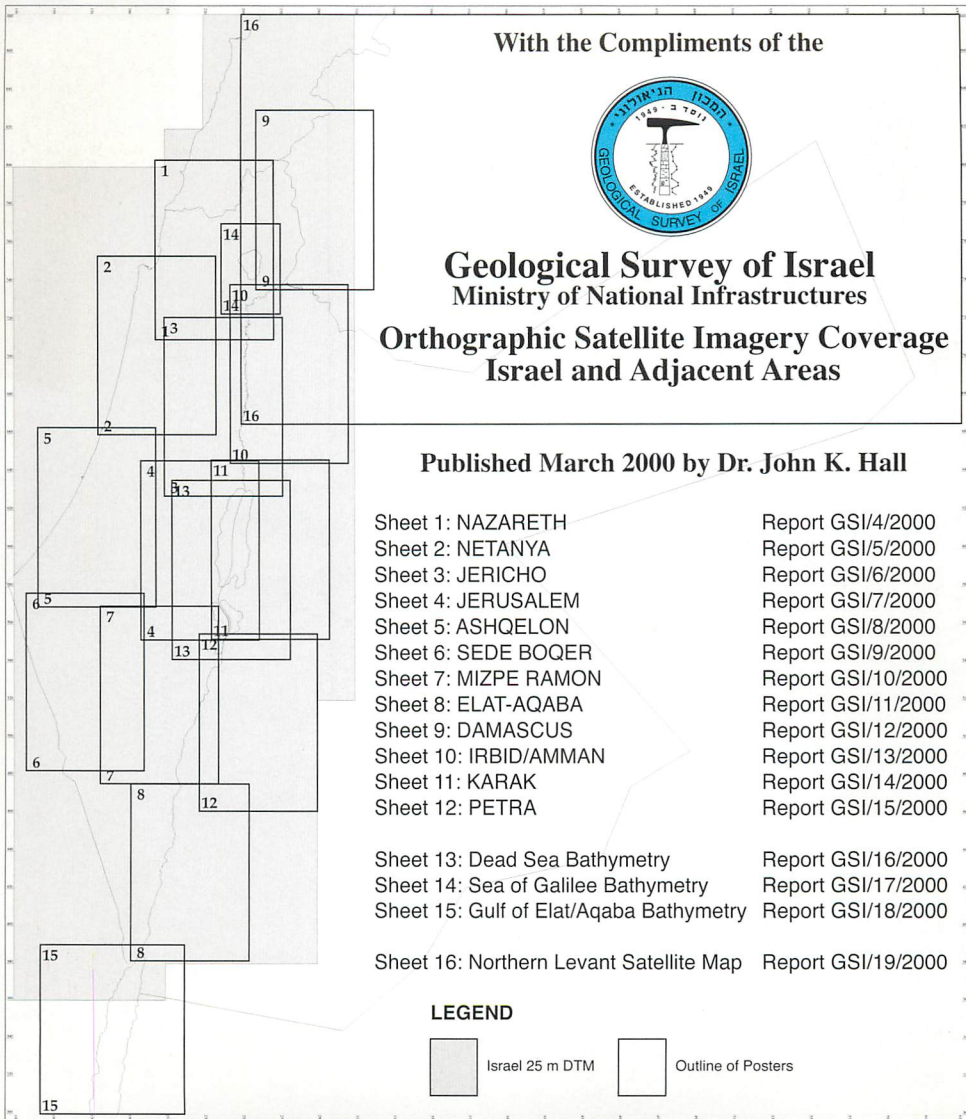 With the Compliments of the
המכון הגיאולוגי
נוסד ב - 1949
ESTABLISHED 1949
GEOLOGICAL SURVEY OF ISRAEL
Geological Survey of Israel
Ministry of National Infrastructures
Orthographic Satellite Imagery Coverage
Israel and Adjacent Areas
Published March 2000 by Dr. John K. Hall
Sheet 1: NAZARETH Report GSI/4/2000
Sheet 2: NETANYA Report GSI/5/2000
Sheet 3: JERICHO Report GSI/6/2000
Sheet 4: JERUSALEM Report GSI/7/2000
Sheet 5: ASHQELON Report GSI/8/2000
Sheet 6: SEDE BOQER Report GSI/9/2000
Sheet 7: MIZPE RAMON Report GSI/10/2000
Sheet 8: ELAT-AQABA Report GSI/11/2000
Sheet 9: DAMASCUS Report GSI/12/2000
Sheet 10: IRBID/AMMAN Report GSI/13/2000
Sheet 11: KARAK Report GSI/14/2000
Sheet 12: PETRA Report GSI/15/2000
Sheet 13: Dead Sea Bathymetry Report GSI/16/2000
Sheet 14: Sea of Galilee Bathymetry Report GSI/17/2000
Sheet 15: Gulf of Elat/Aqaba Bathymetry Report GSI/18/2000
Sheet 16: Northern Levant Satellite Map Report GSI/19/2000
LEGEND
Israel 25 m DTM
Outline of Posters
16
9
1
14
2
9
10
14
13
16
2
5
10
4
11
3
13
5
6
7
4
11
13
12
6
7
8
12
8
15
15